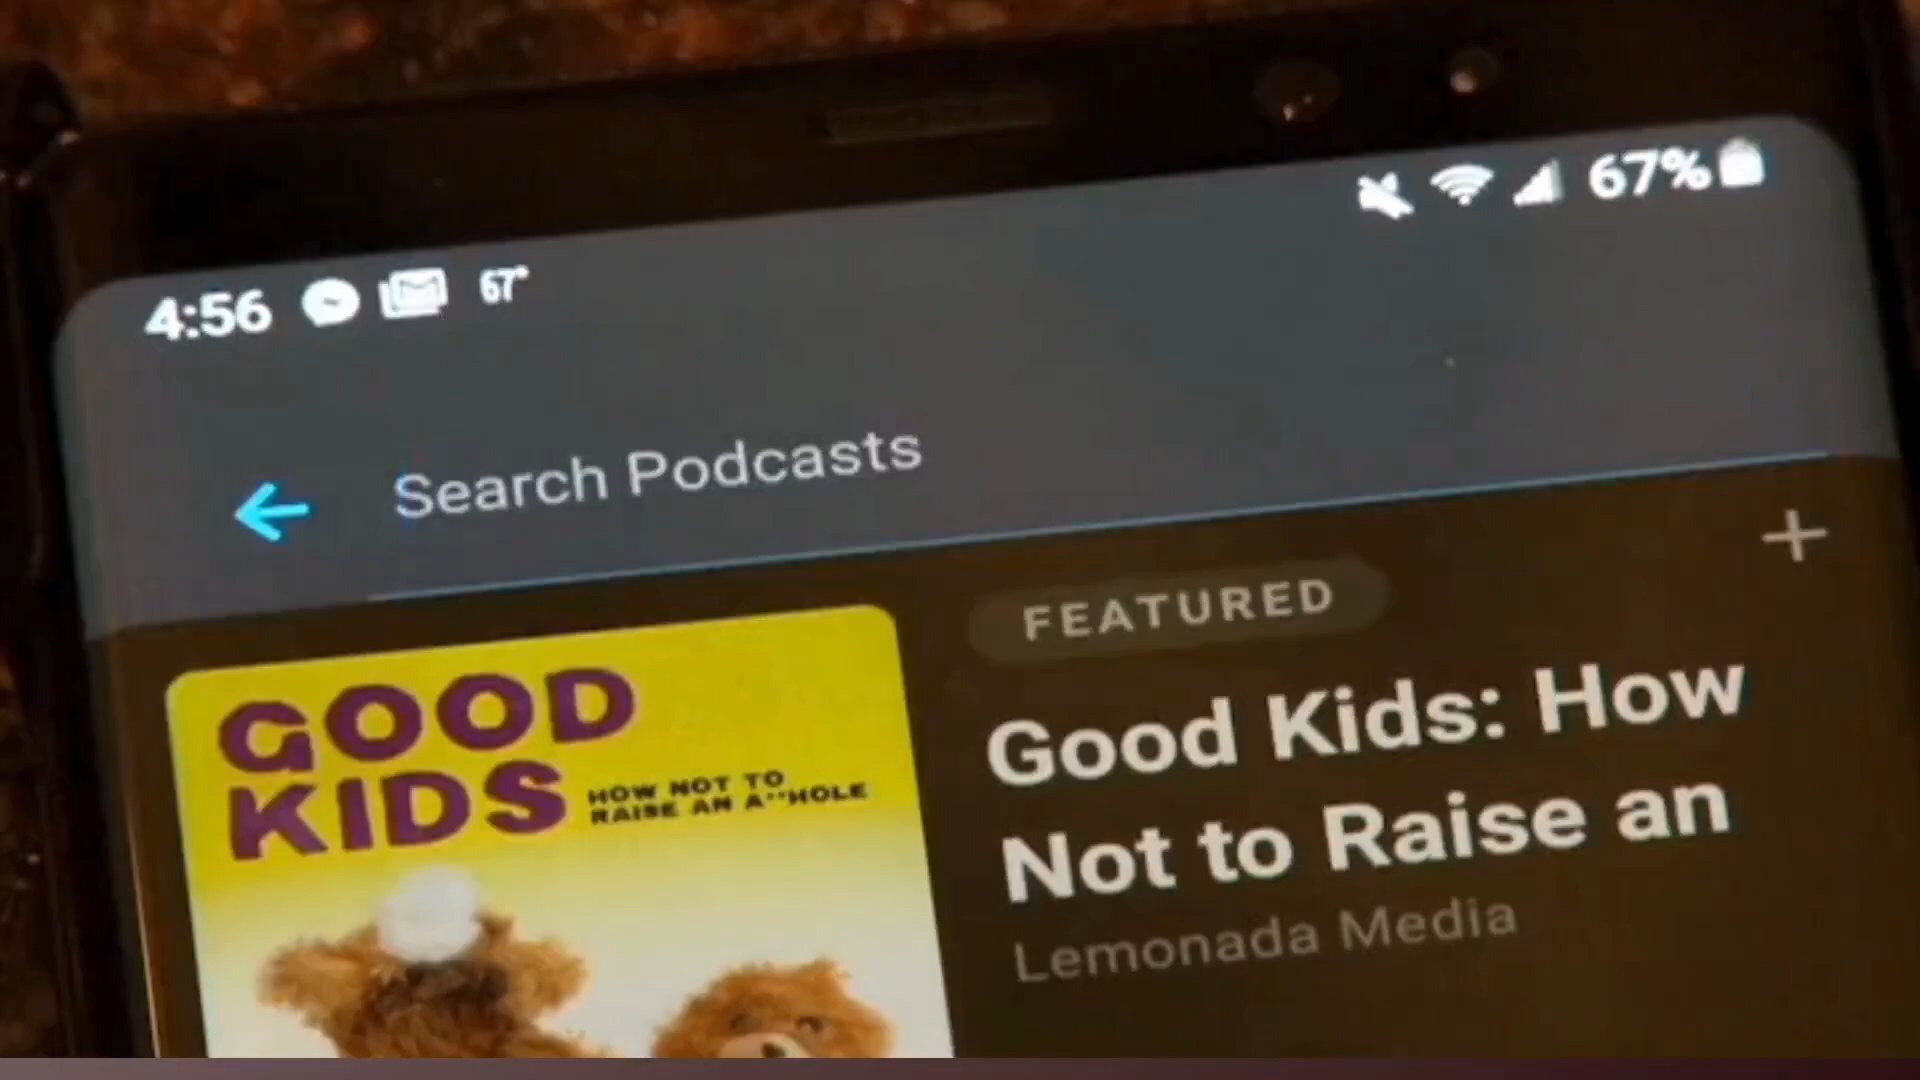 4:56 67° 67%
Search Podcasts
FEATURED
GOOD
KIDS
HOW NOT TO
RAISE AN A**HOLE
Good Kids: How
Not to Raise an
Lemonada Media